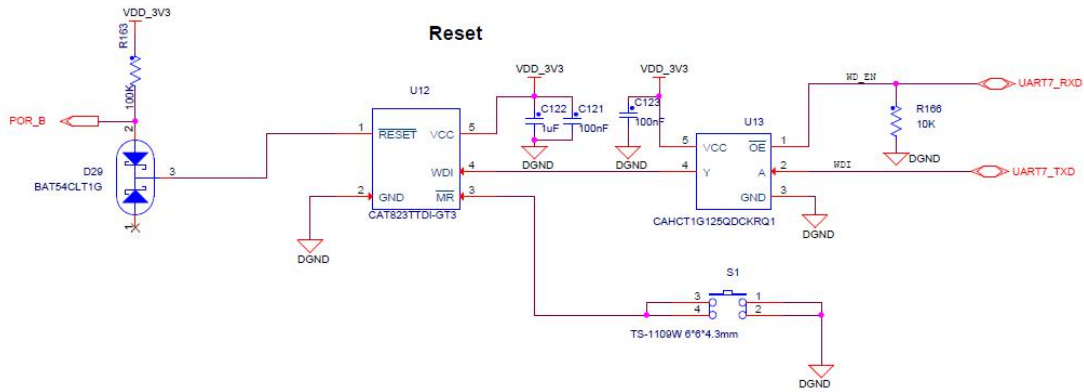 Reset
VDD_3V3
R163
100K
POR_B
2
D29
BAT54CLT1G
3
1
U12
1
RESET
VCC
5
WDI
4
2
GND
MR
3
CAT823TTDI-GT3
DGND
VDD_3V3
C122
1uF
C121
100nF
DGND
VDD_3V3
C123
100nF
DGND
U13
5
VCC
OE
1
4
Y
A
2
GND
3
CAHCT1G125QDCKRQ1
DGND
WD_EN
UART7_RXD
R166
10K
DGND
WDI
UART7_TXD
S1
3
1
4
2
TS-1109W 6*6*4.3mm
DGND